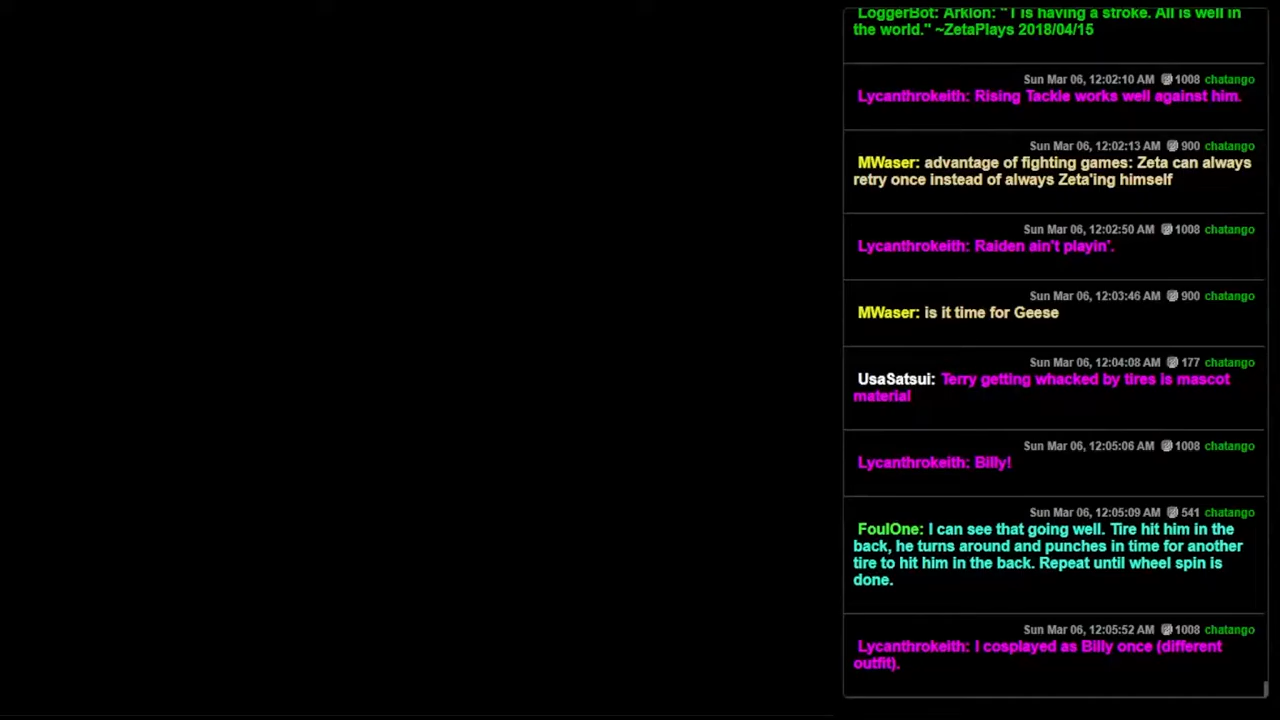 LoggerBot: Arklon: "T is having a stroke. All is well in
the world." ~ZetaPlays 2018/04/15
Sun Mar 06, 12:02:10 AM 1008 chatango
Lycanthrokeith: Rising Tackle works well against him.
Sun Mar 06, 12:02:13 AM 900 chatango
MWaser: advantage of fighting games: Zeta can always
retry once instead of always Zeta'ing himself
Sun Mar 06, 12:02:50 AM 1008 chatango
Lycanthrokeith: Raiden ain't playin'.
Sun Mar 06, 12:03:46 AM 900 chatango
MWaser: is it time for Geese
Sun Mar 06, 12:04:08 AM 177 chatango
UsaSatsui: Terry getting whacked by tires is mascot
material
Sun Mar 06, 12:05:06 AM 1008 chatango
Lycanthrokeith: Billy!
Sun Mar 06, 12:05:09 AM 541 chatango
FoulOne: I can see that going well. Tire hit him in the
back, he turns around and punches in time for another
tire to hit him in the back. Repeat until wheel spin is
done.
Sun Mar 06, 12:05:52 AM 1008 chatango
Lycanthrokeith: I cosplayed as Billy once (different
outfit).